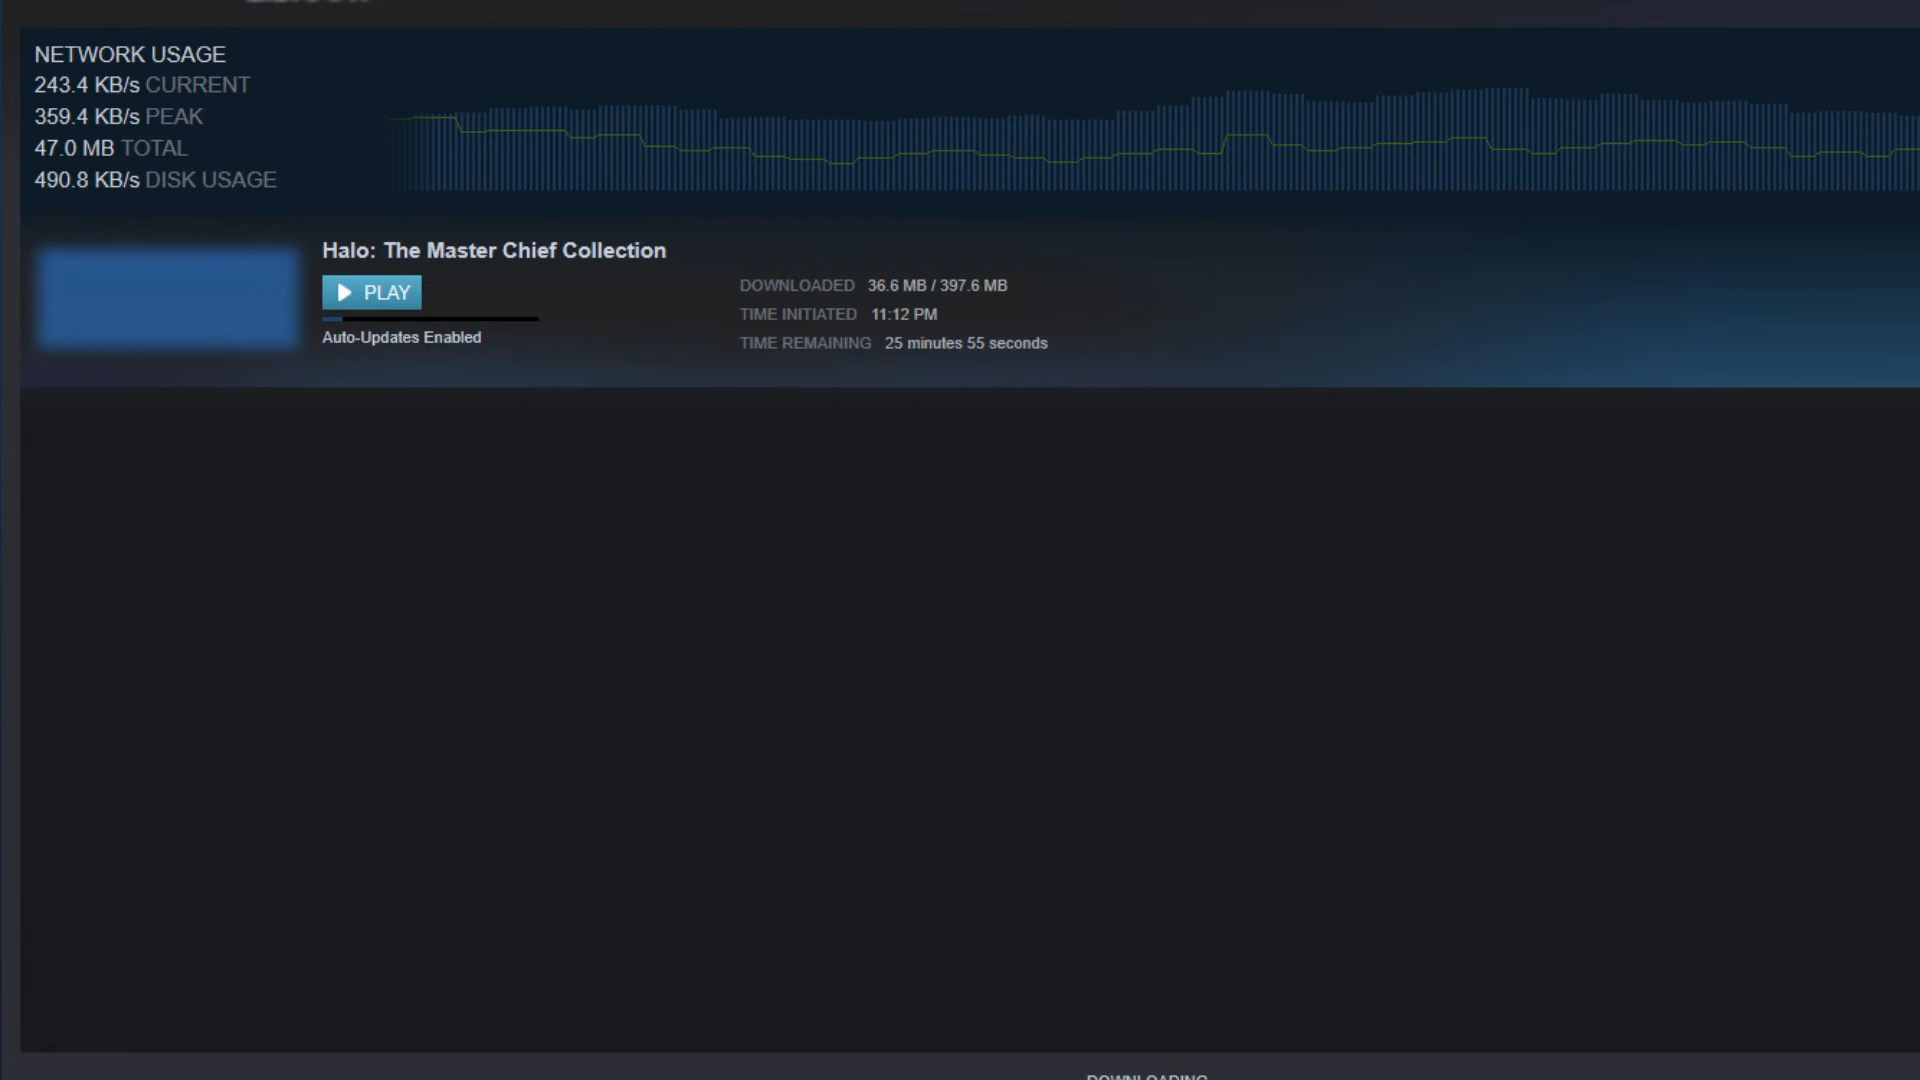 NETWORK USAGE
243.4 KB/s CURRENT
359.4 KB/s PEAK
47.0 MB TOTAL
490.8 KB/s DISK USAGE
Halo: The Master Chief Collection
PLAY
Auto-Updates Enabled
DOWNLOADED 36.6 MB / 397.6 MB
TIME INITIATED 11:12 PM
TIME REMAINING 25 minutes 55 seconds
DOWNLOADING